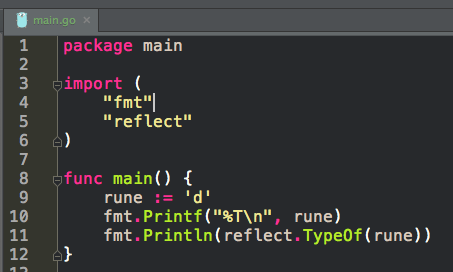 main.go
1 package main
2
3 import (
4     "fmt"
5     "reflect"
6 )
7
8 func main() {
9     rune := 'd'
10     fmt.Printf("%T\n", rune)
11     fmt.Println(reflect.TypeOf(rune))
12 }